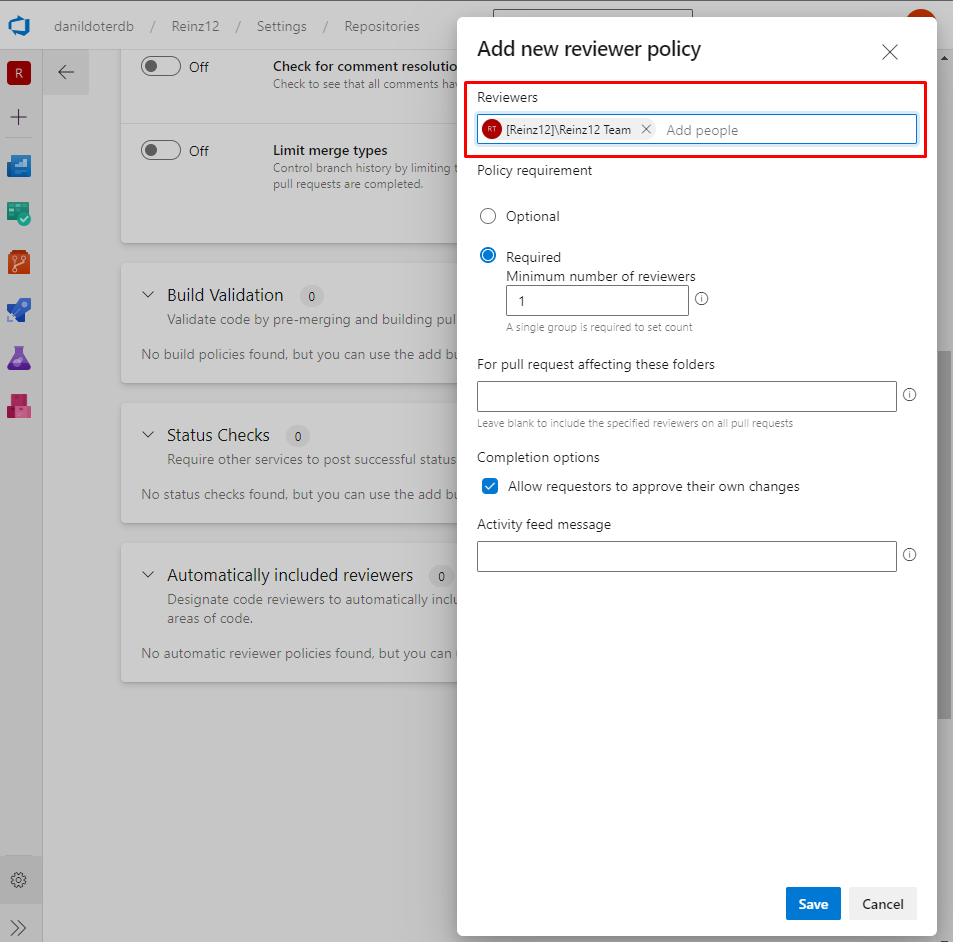 danildoterdb / Reinz12 / Settings / Repositories
R
Off
Check for comment resolutio
Check to see that all comments hav
Off
Limit merge types
Control branch history by limiting t
pull requests are completed.
Build Validation 0
Validate code by pre-merging and building pul
No build policies found, but you can use the add bu
Status Checks 0
Require other services to post successful status
No status checks found, but you can use the add bu
Automatically included reviewers 0
Designate code reviewers to automatically inclu
areas of code.
No automatic reviewer policies found, but you can
Add new reviewer policy
Reviewers
RT [Reinz12]\Reinz12 Team Add people
Policy requirement
Optional
Required
Minimum number of reviewers
1
A single group is required to set count
For pull request affecting these folders
Leave blank to include the specified reviewers on all pull requests
Completion options
Allow requestors to approve their own changes
Activity feed message
Save Cancel